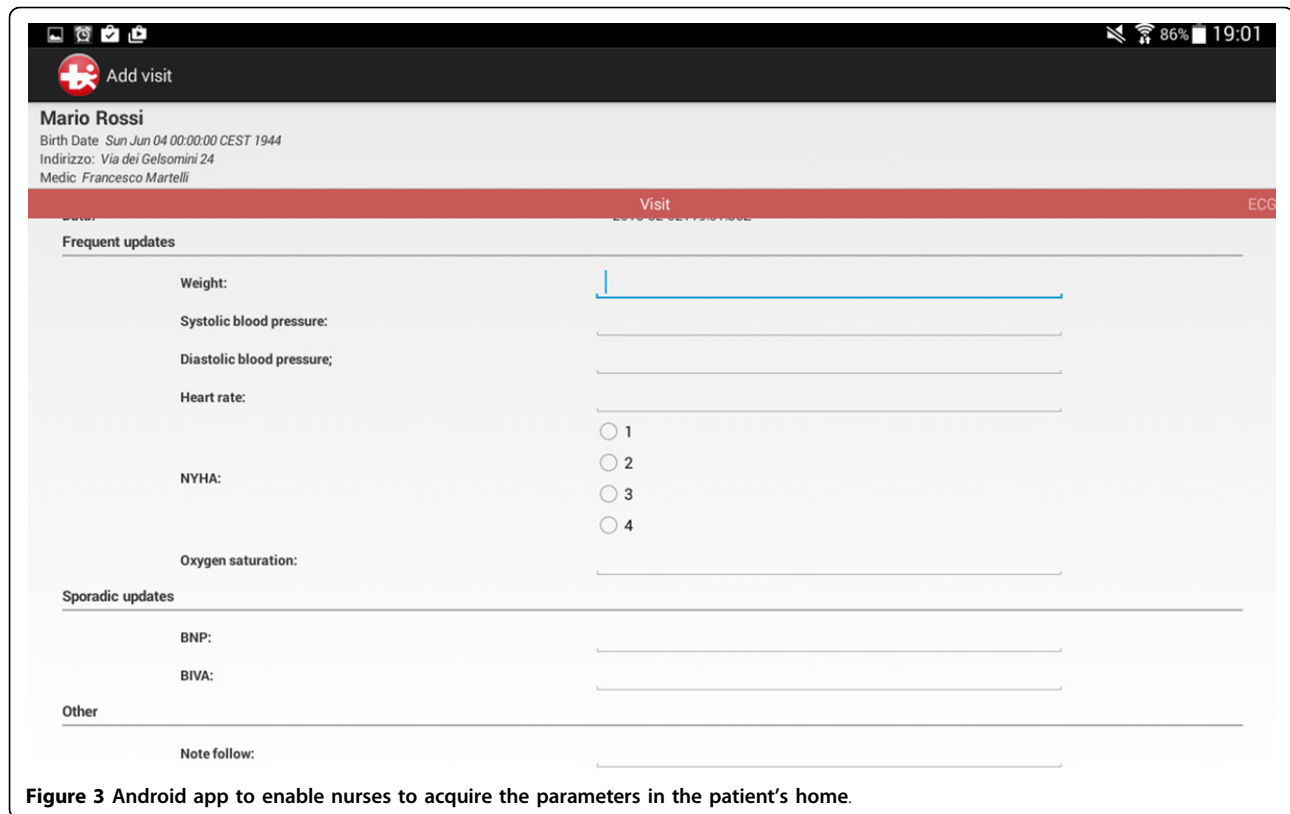 86% 19:01
Add visit
Mario Rossi
Birth Date Sun Jun 04 00:00:00 CEST 1944
Indirizzo: Via dei Gelsomini 24
Medic Francesco Martelli
Visit ECG
Frequent updates
Weight:
Systolic blood pressure:
Diastolic blood pressure;
Heart rate:
1
2
NYHA:
3
4
Oxygen saturation:
Sporadic updates
BNP:
BIVA:
Other
Note follow:
Figure 3 Android app to enable nurses to acquire the parameters in the patient's home.